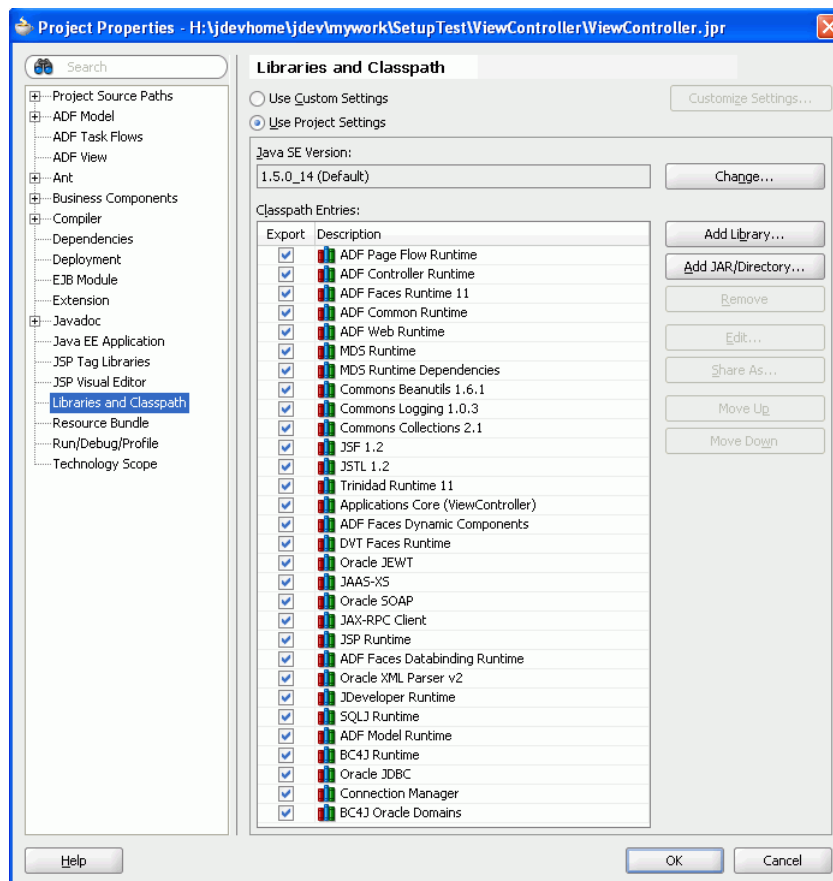 Project Properties - H:\jdevhome\jdev\mywork\SetupTest\ViewController\ViewController.jpr
Search
Project Source Paths
ADF Model
ADF Task Flows
ADF View
Ant
Business Components
Compiler
Dependencies
Deployment
EJB Module
Extension
Javadoc
Java EE Application
JSP Tag Libraries
JSP Visual Editor
Libraries and Classpath
Resource Bundle
Run/Debug/Profile
Technology Scope
Libraries and Classpath
Use Custom Settings
Customize Settings...
Use Project Settings
Java SE Version:
1.5.0_14 (Default)
Change...
Classpath Entries:
Export Description
ADF Page Flow Runtime
ADF Controller Runtime
ADF Faces Runtime 11
ADF Common Runtime
ADF Web Runtime
MDS Runtime
MDS Runtime Dependencies
Commons Beanutils 1.6.1
Commons Logging 1.0.3
Commons Collections 2.1
JSF 1.2
JSTL 1.2
Trinidad Runtime 11
Applications Core (ViewController)
ADF Faces Dynamic Components
DVT Faces Runtime
Oracle JEWT
JAAS-XS
Oracle SOAP
JAX-RPC Client
JSP Runtime
ADF Faces Databinding Runtime
Oracle XML Parser v2
JDeveloper Runtime
SQLJ Runtime
ADF Model Runtime
BC4J Runtime
Oracle JDBC
Connection Manager
BC4J Oracle Domains
Add Library...
Add JAR/Directory...
Remove
Edit...
Share As...
Move Up
Move Down
Help
OK
Cancel